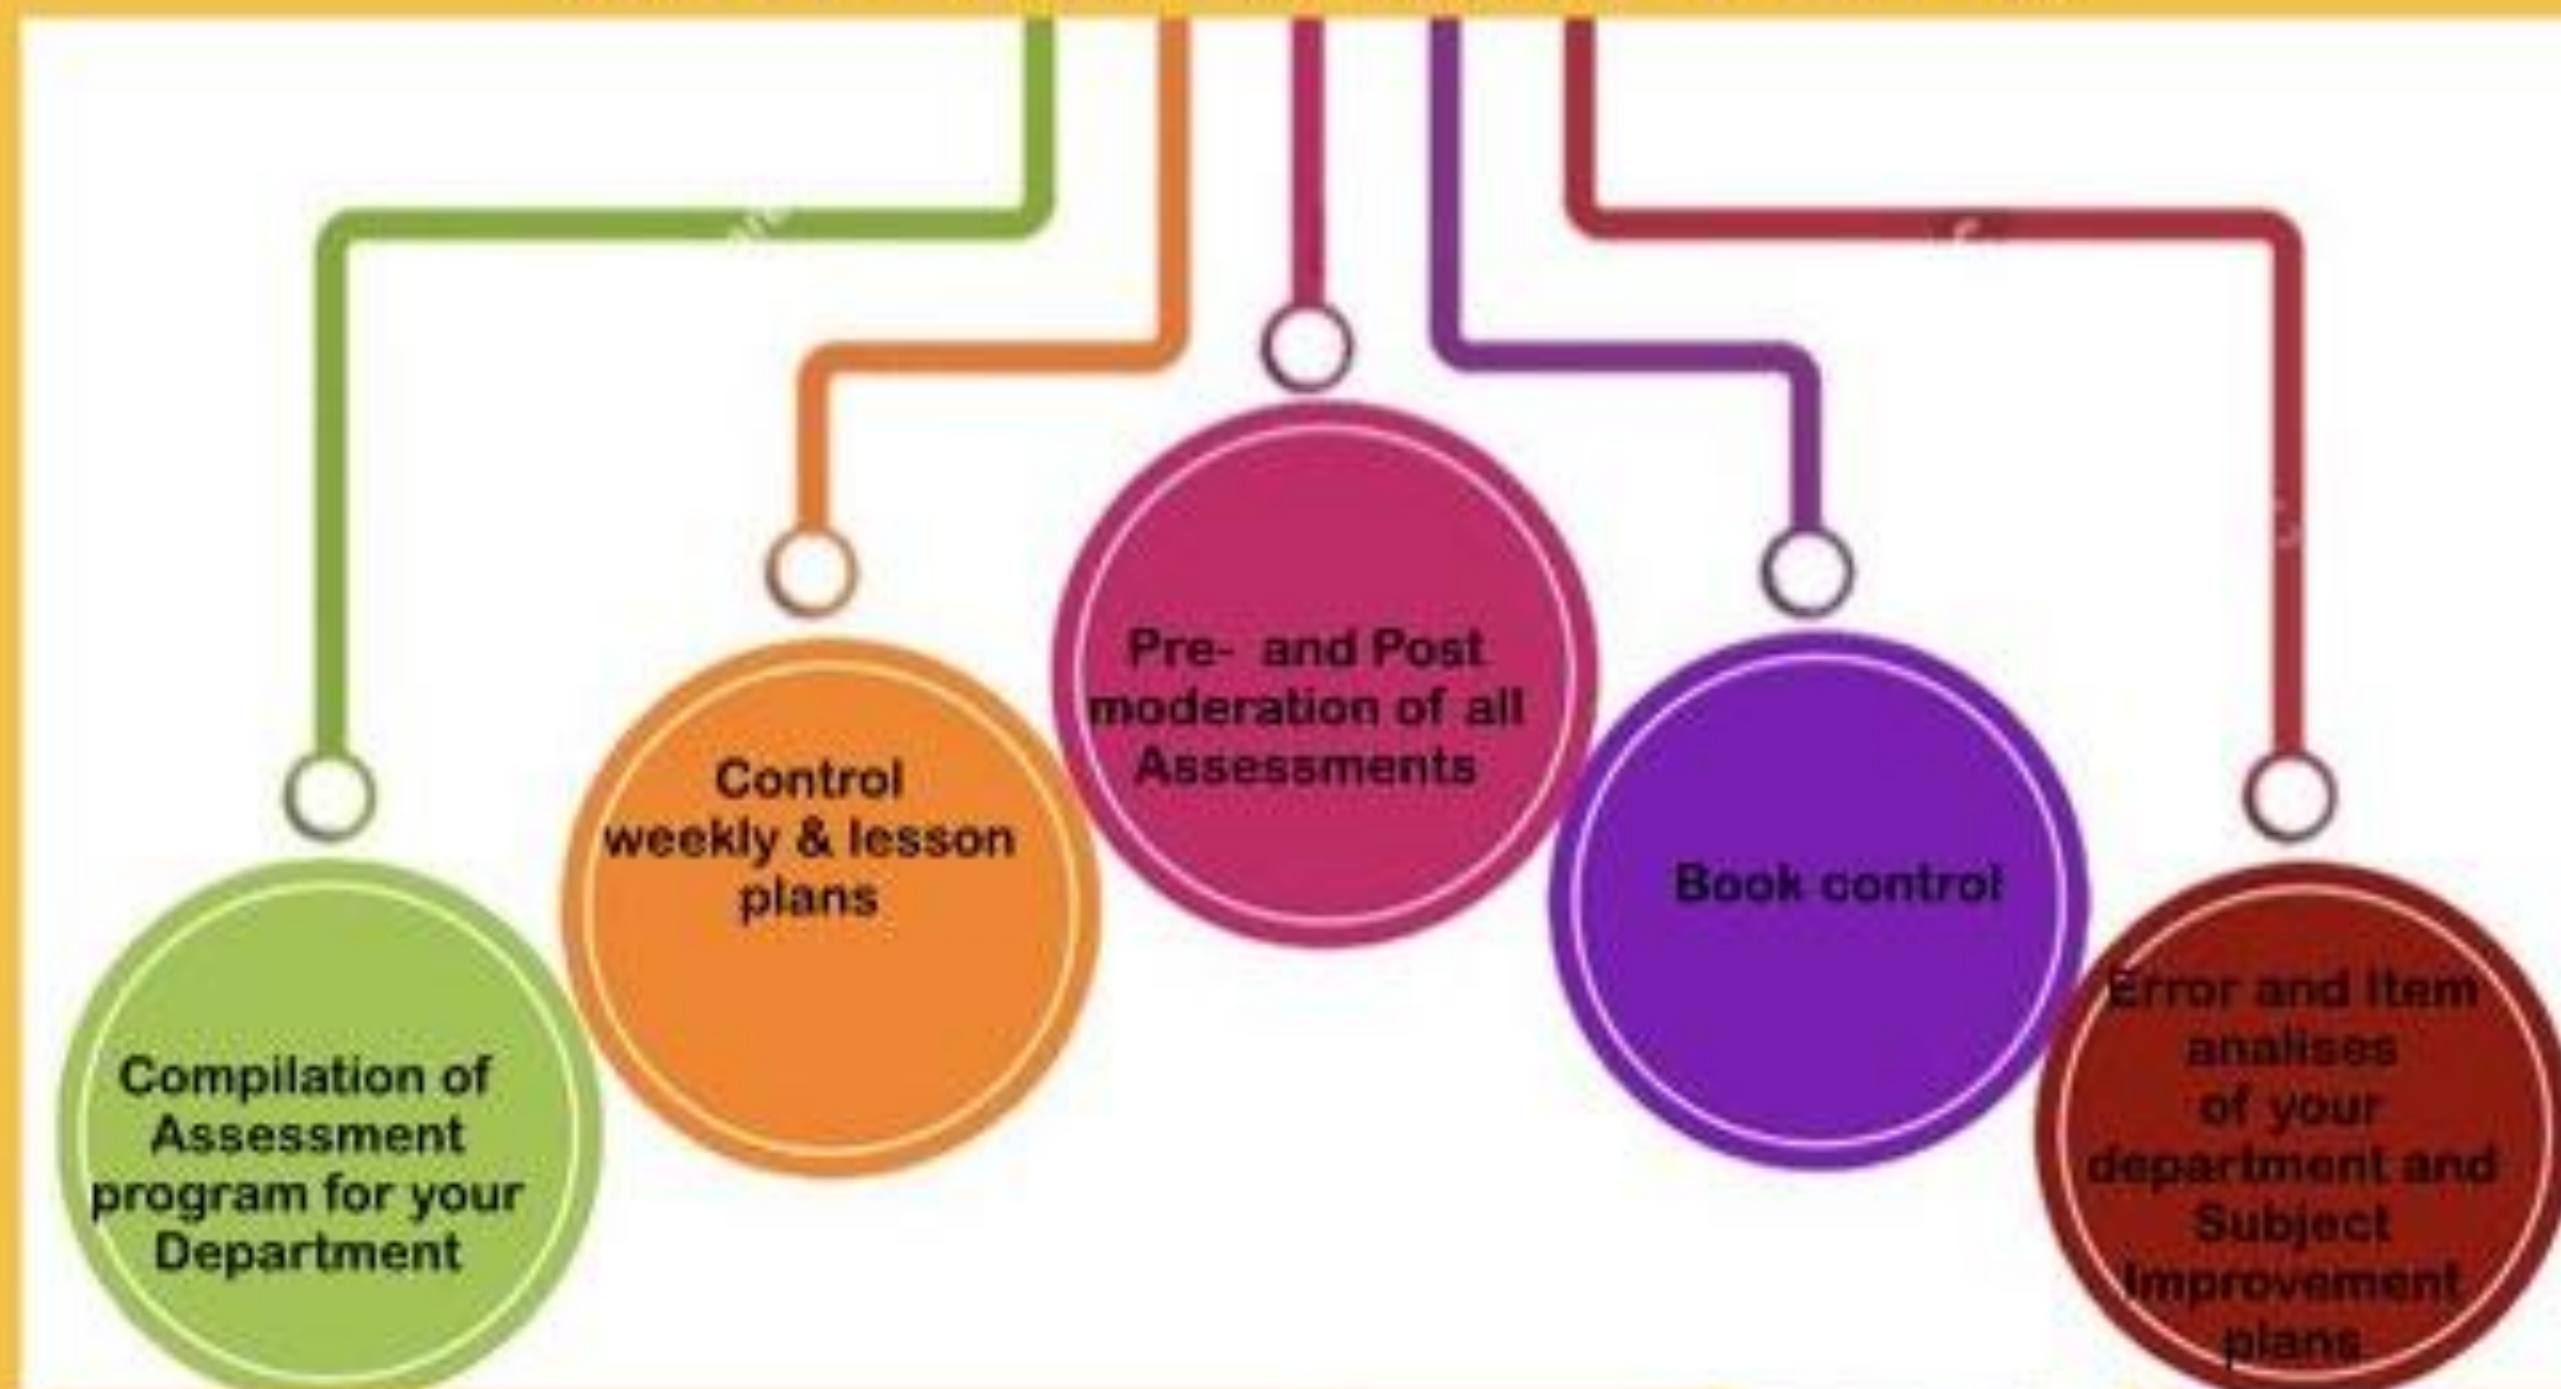 Compilation of
Assessment
program for your
Department
Control
weekly & lesson
plans
Pre- and Post
moderation of all
Assessments
Book control
Error and Item
analises
of your
department and
Subject
Improvement
plans